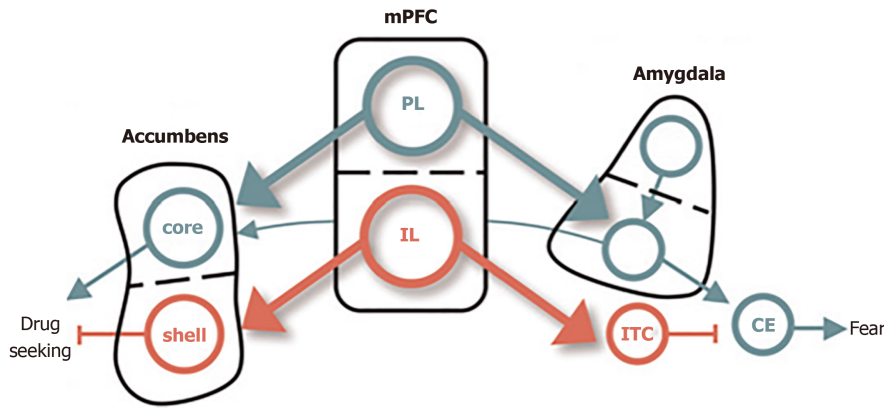 mPFC
PL
Amygdala
Accumbens
core
IL
Drug
seeking
shell
ITC
CE
Fear